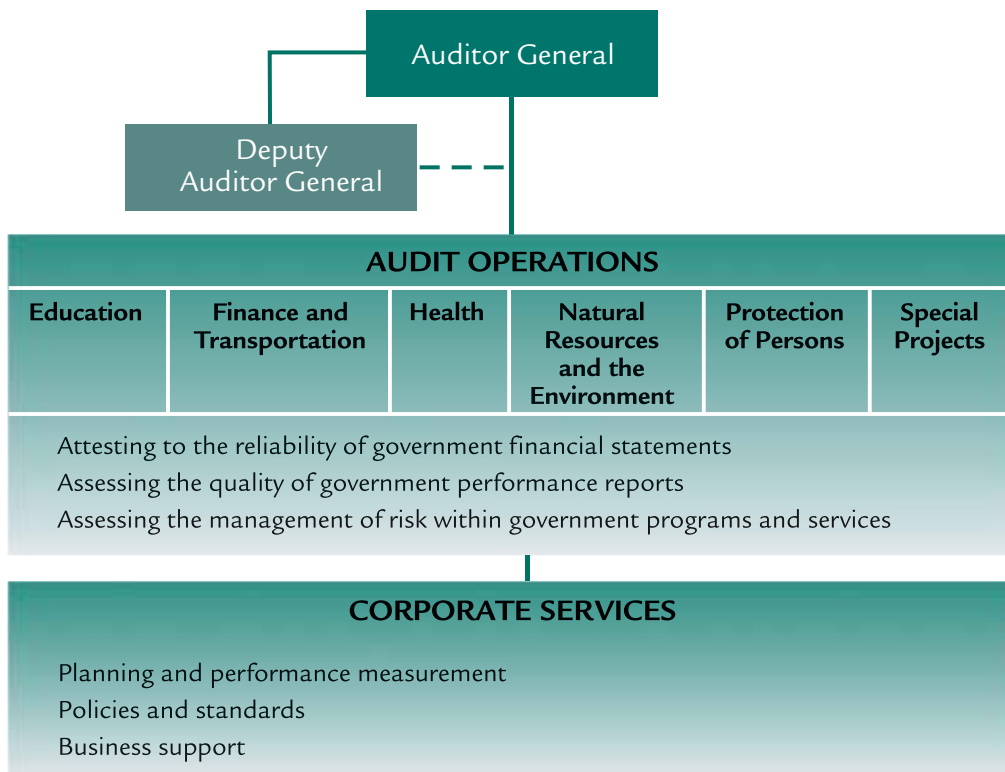 Auditor General
Deputy
Auditor General
AUDIT OPERATIONS
Education
Finance and
Transportation
Health
Natural
Resources
and the
Environment
Protection
of Persons
Special
Projects
Attesting to the reliability of government financial statements
Assessing the quality of government performance reports
Assessing the management of risk within government programs and services
CORPORATE SERVICES
Planning and performance measurement
Policies and standards
Business support